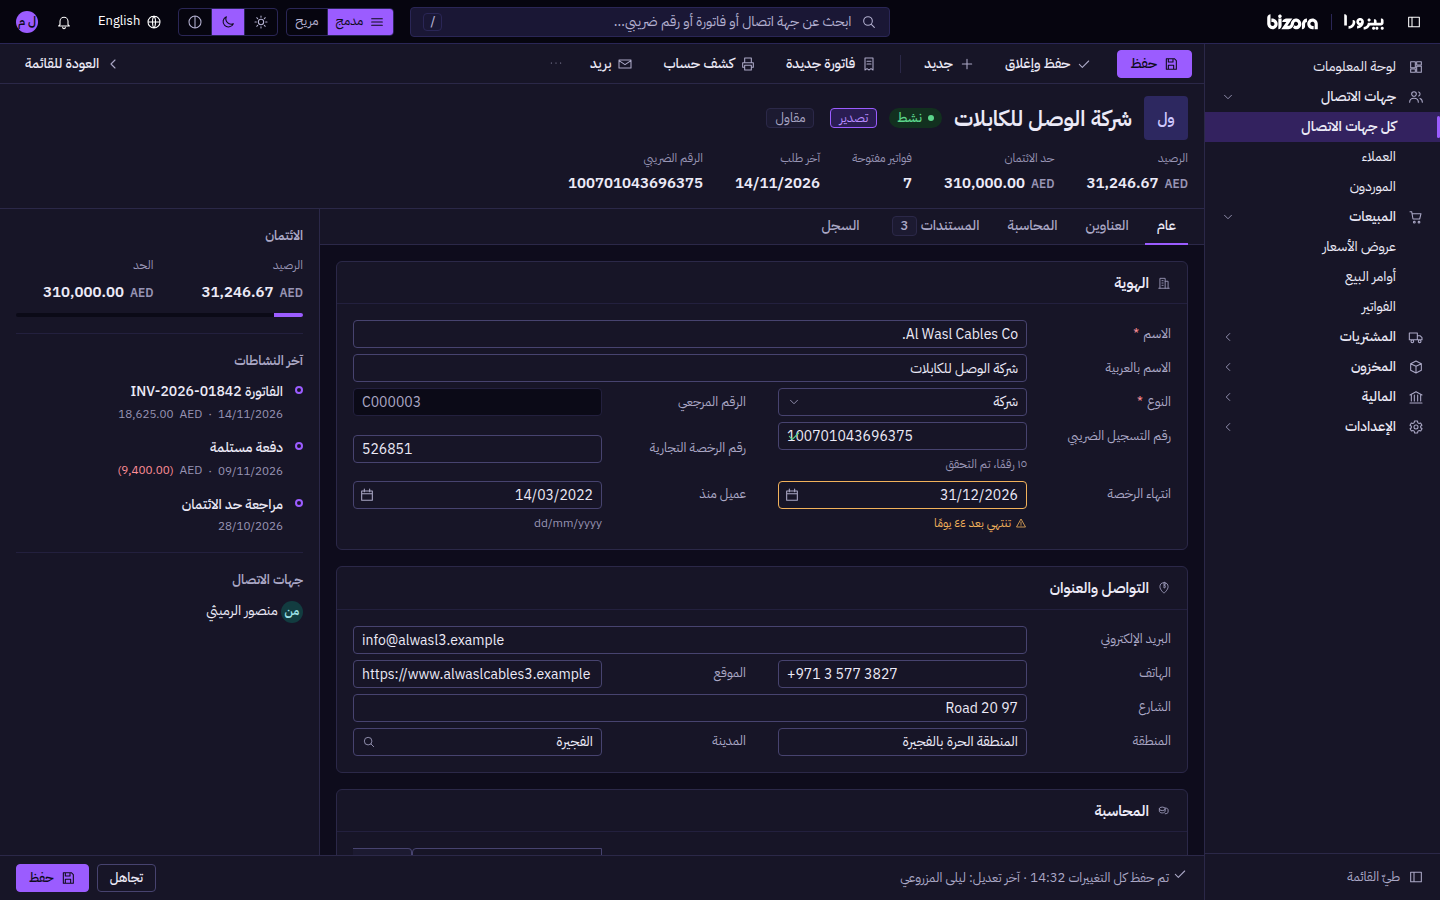 بيزورا
bizora
ابحث عن جهة اتصال أو فاتورة أو رقم ضريبي...
/
مدمج
مريح
English
ل م
لوحة المعلومات
جهات الاتصال
كل جهات الاتصال
العملاء
الموردون
المبيعات
عروض الأسعار
أوامر البيع
الفواتير
المشتريات
المخزون
المالية
الإعدادات
طيّ القائمة
حفظ
حفظ وإغلاق
جديد
فاتورة جديدة
كشف حساب
بريد
...
العودة للقائمة
ول
شركة الوصل للكابلات
نشط
تصدير
مقاول
الرصيد
AED 31,246.67
حد الائتمان
AED 310,000.00
فواتير مفتوحة
7
آخر طلب
14/11/2026
الرقم الضريبي
100701043696375
عام
العناوين
المحاسبة
المستندات 3
السجل
الهوية
الاسم *
Al Wasl Cables Co.
الاسم بالعربية
شركة الوصل للكابلات
النوع *
شركة
الرقم المرجعي
C000003
رقم التسجيل الضريبي
100701043696375
١٥ رقمًا، تم التحقق
رقم الرخصة التجارية
526851
انتهاء الرخصة
31/12/2026
تنتهي بعد ٤٤ يومًا
عميل منذ
14/03/2022
dd/mm/yyyy
التواصل والعنوان
البريد الإلكتروني
info@alwasl3.example
الهاتف
+971 3 577 3827
الموقع
https://www.alwaslcables3.example
الشارع
97 Road 20
المنطقة
المنطقة الحرة بالفجيرة
المدينة
الفجيرة
المحاسبة
الائتمان
الرصيد
AED 31,246.67
الحد
AED 310,000.00
آخر النشاطات
الفاتورة INV-2026-01842
14/11/2026 · AED 18,625.00
دفعة مستلمة
09/11/2026 · AED (9,400.00)
مراجعة حد الائتمان
28/10/2026
جهات الاتصال
من
منصور الرميثي
تم حفظ كل التغييرات 14:32 · آخر تعديل: ليلى المزروعي
تجاهل
حفظ